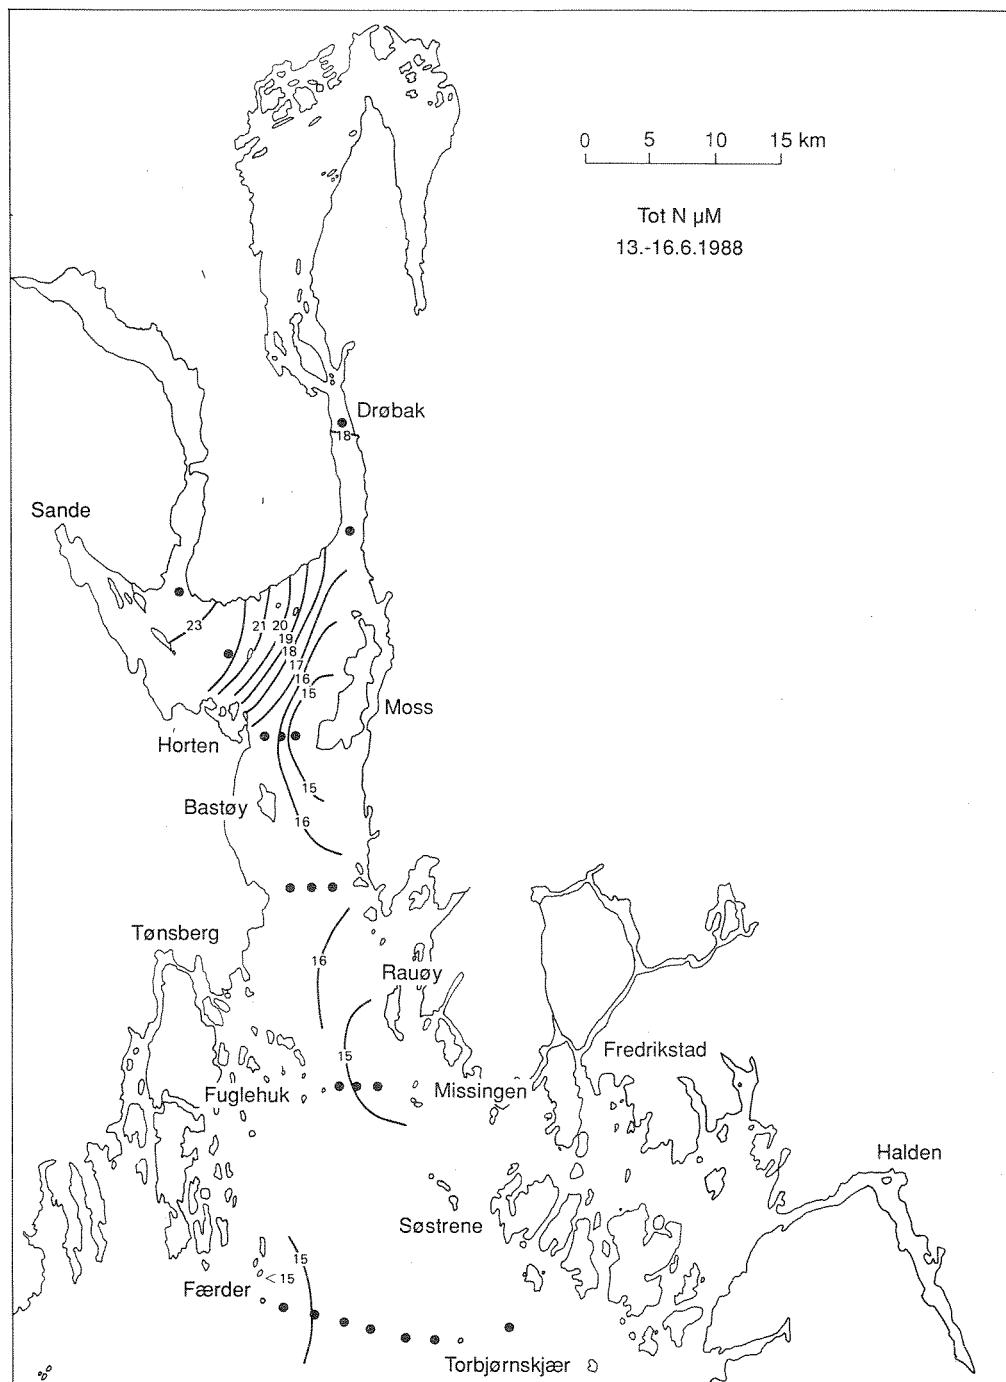 0 5 10 15 km
Tot N µM
13.-16.6.1988
Drøbak
18
Sande
23
21 20
19
18
17
16
15
Moss
Horten
15
Bastøy
16
Tønsberg
16
Rauøy
15
Fredrikstad
Fuglehuk
Missingen
Halden
Søstrene
15
<15
Færder
Torbjørnskjær